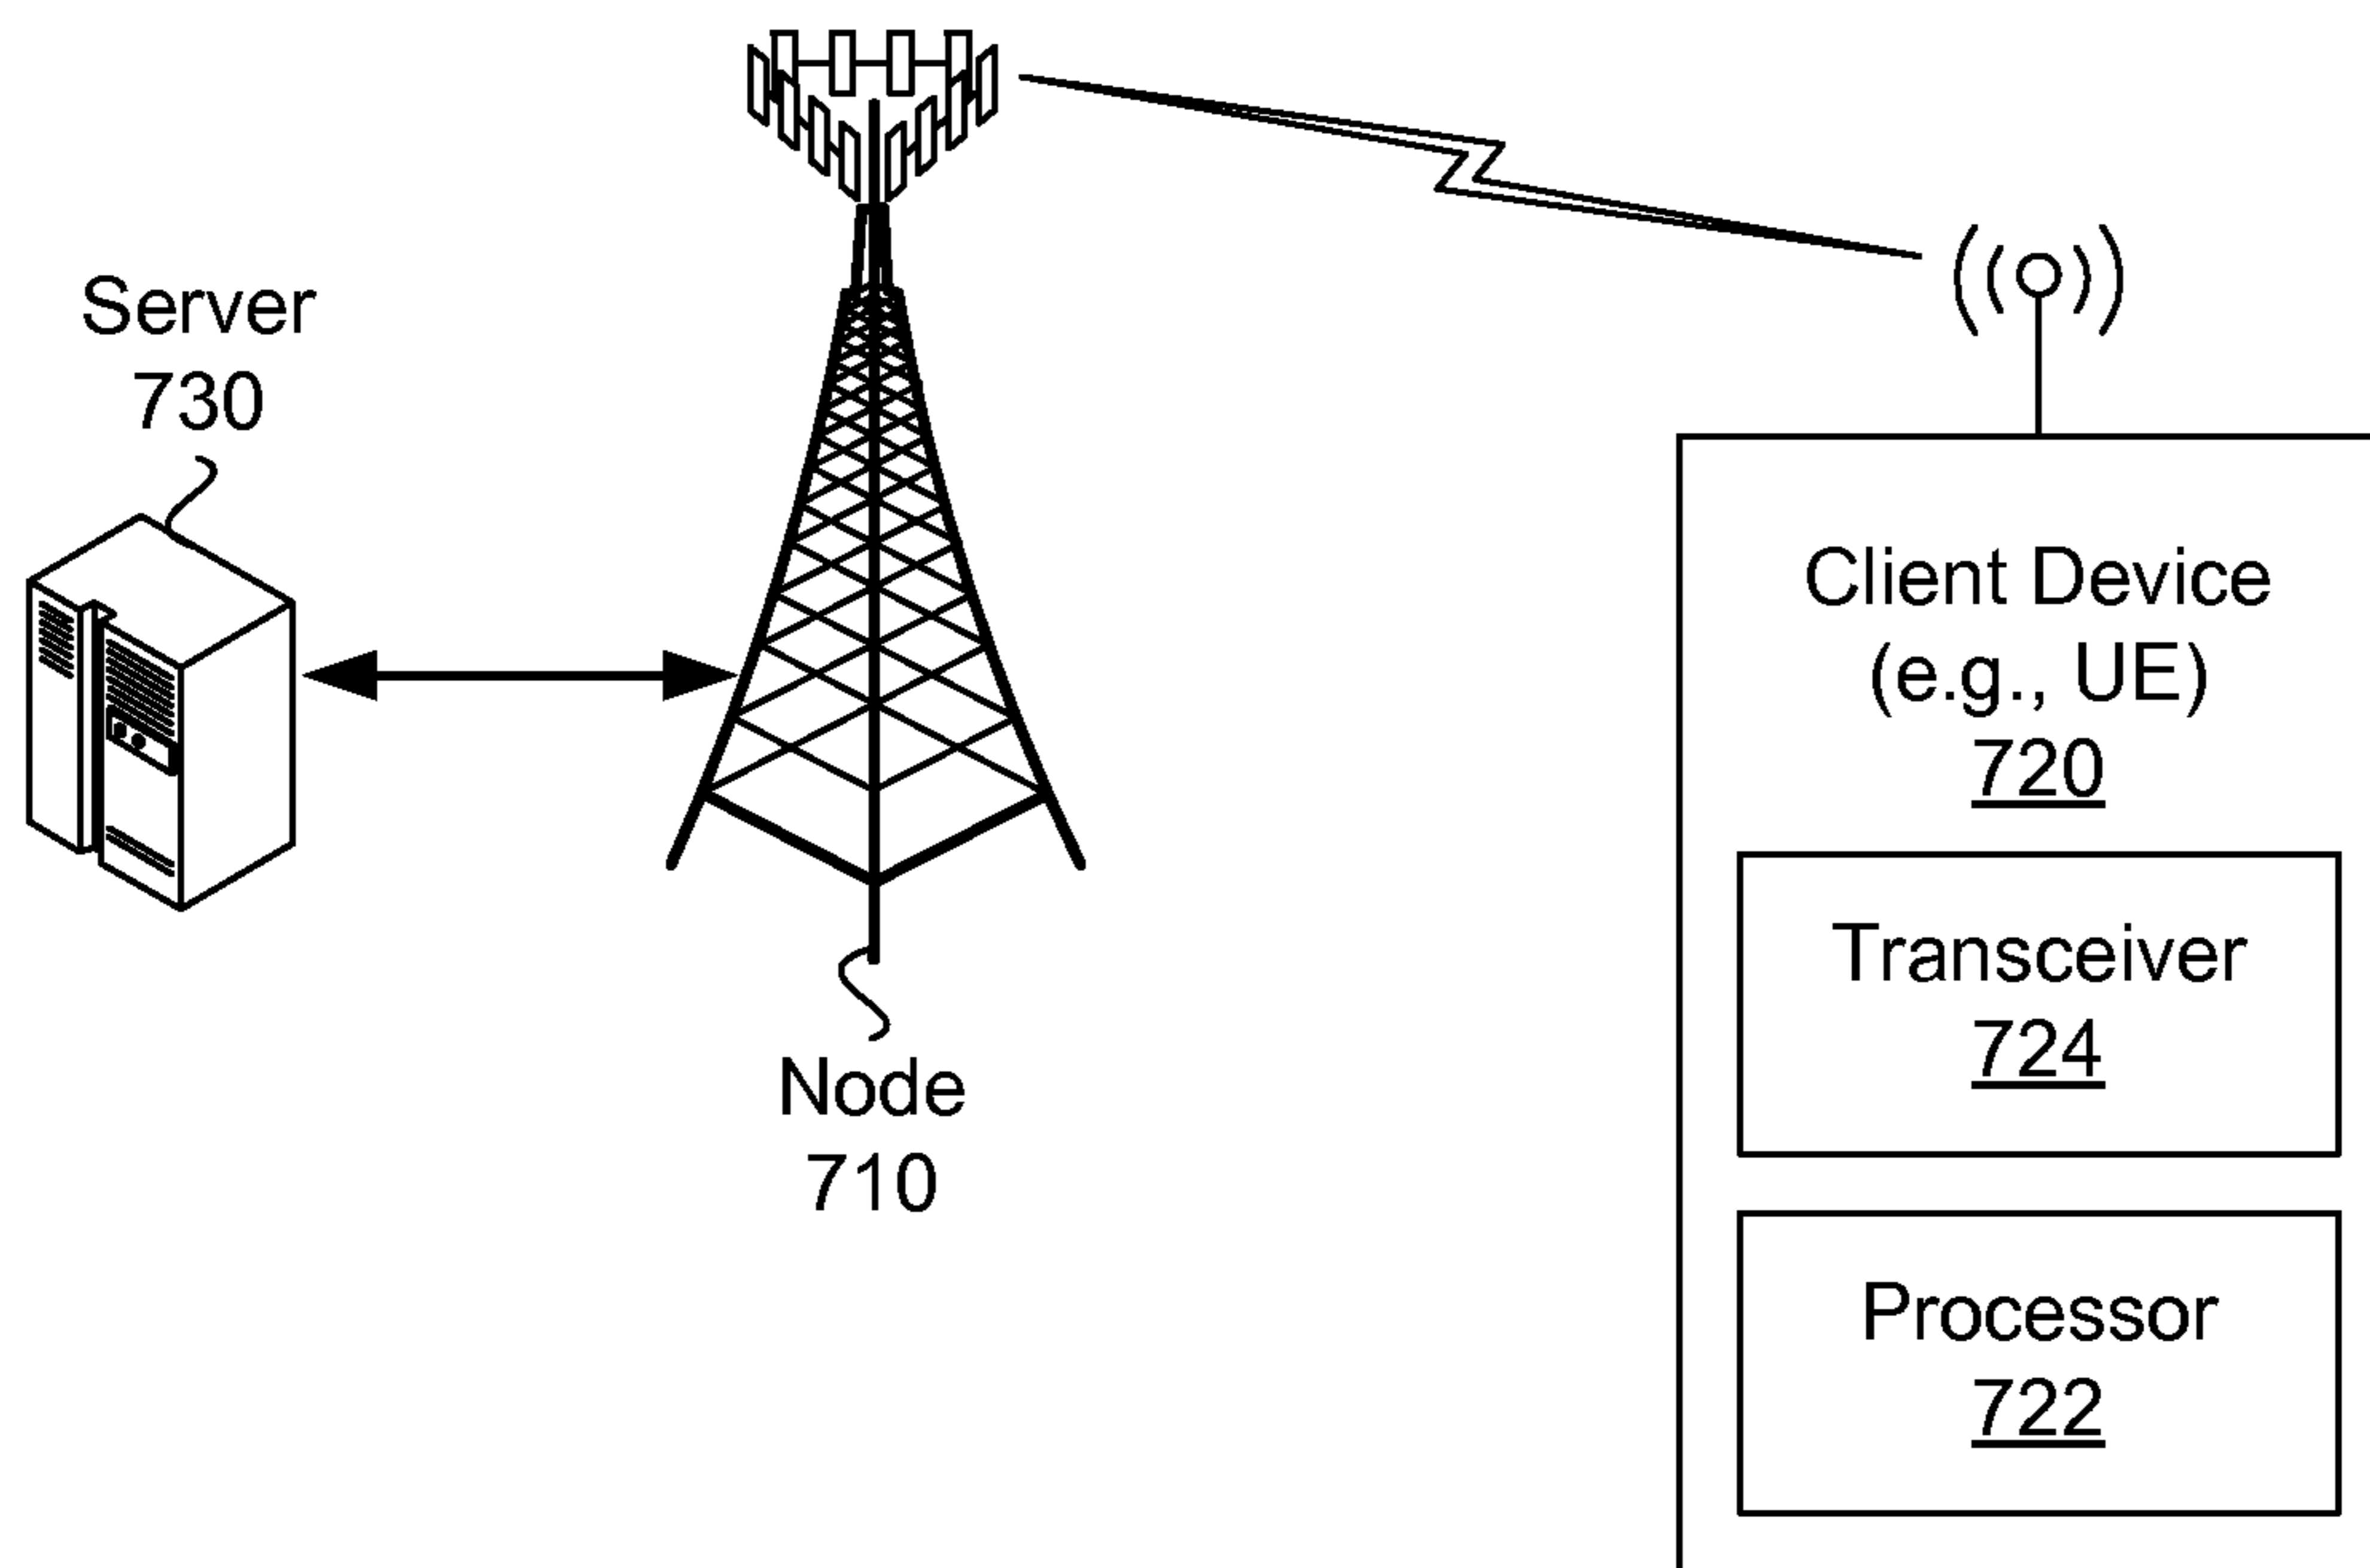 Server
730
Node
710
Client Device
(e.g., UE)
720
Transceiver
724
Processor
722